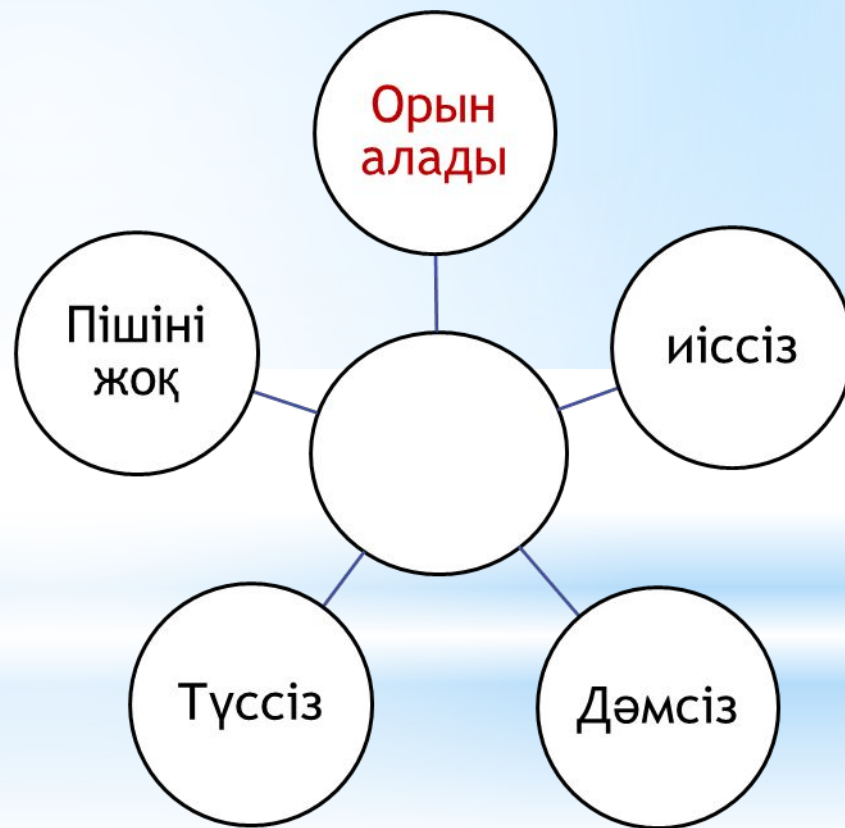 Орын
алады
Пішіні
жоқ
иіссіз
Түссіз
Дәмсіз